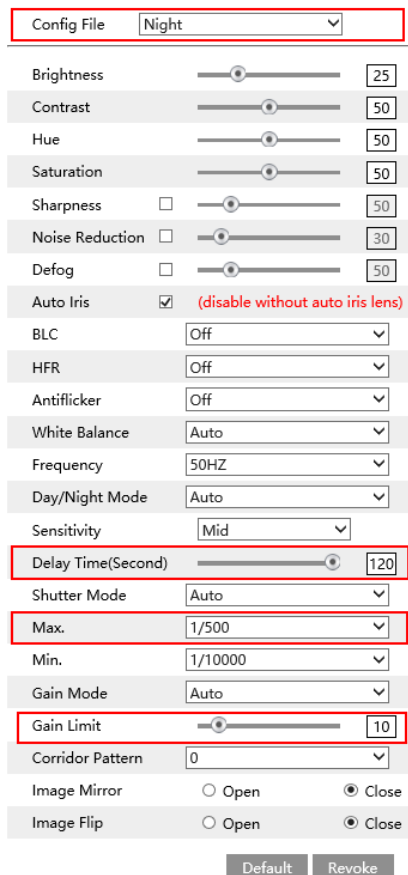 Config File Night
Brightness 25
Contrast 50
Hue 50
Saturation 50
Sharpness 50
Noise Reduction 30
Defog 50
Auto Iris (disable without auto iris lens)
BLC Off
HFR Off
Antiflicker Off
White Balance Auto
Frequency 50HZ
Day/Night Mode Auto
Sensitivity Mid
Delay Time(Second) 120
Shutter Mode Auto
Max. 1/500
Min. 1/10000
Gain Mode Auto
Gain Limit 10
Corridor Pattern 0
Image Mirror Open Close
Image Flip Open Close
Default Revoke